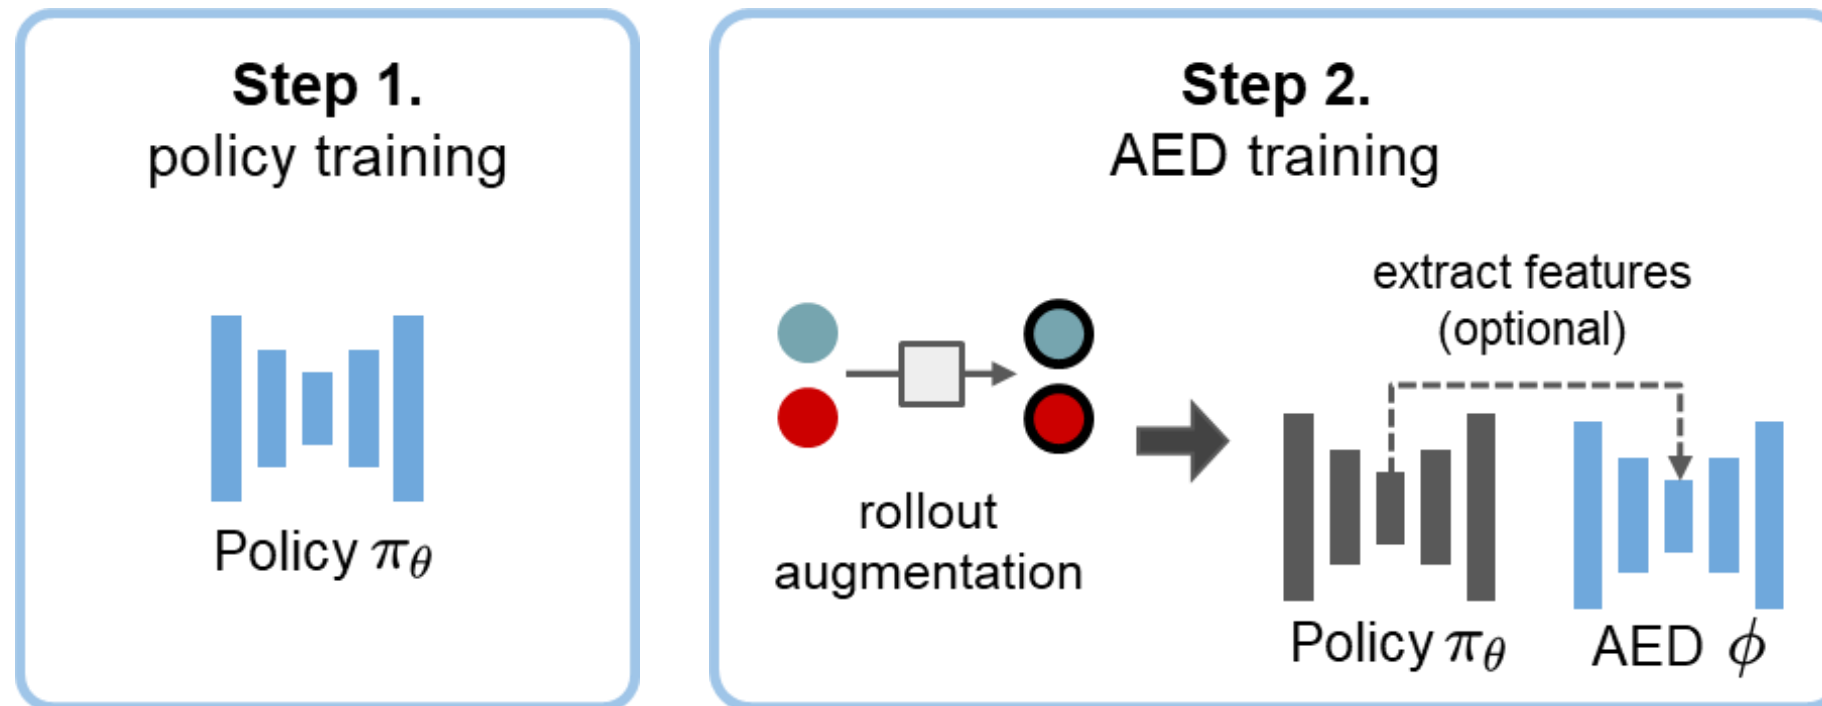 Step 1.
policy training
Policy πθ
Step 2.
AED training
extract features
(optional)
rollout
augmentation
Policy πθ
AED ϕ